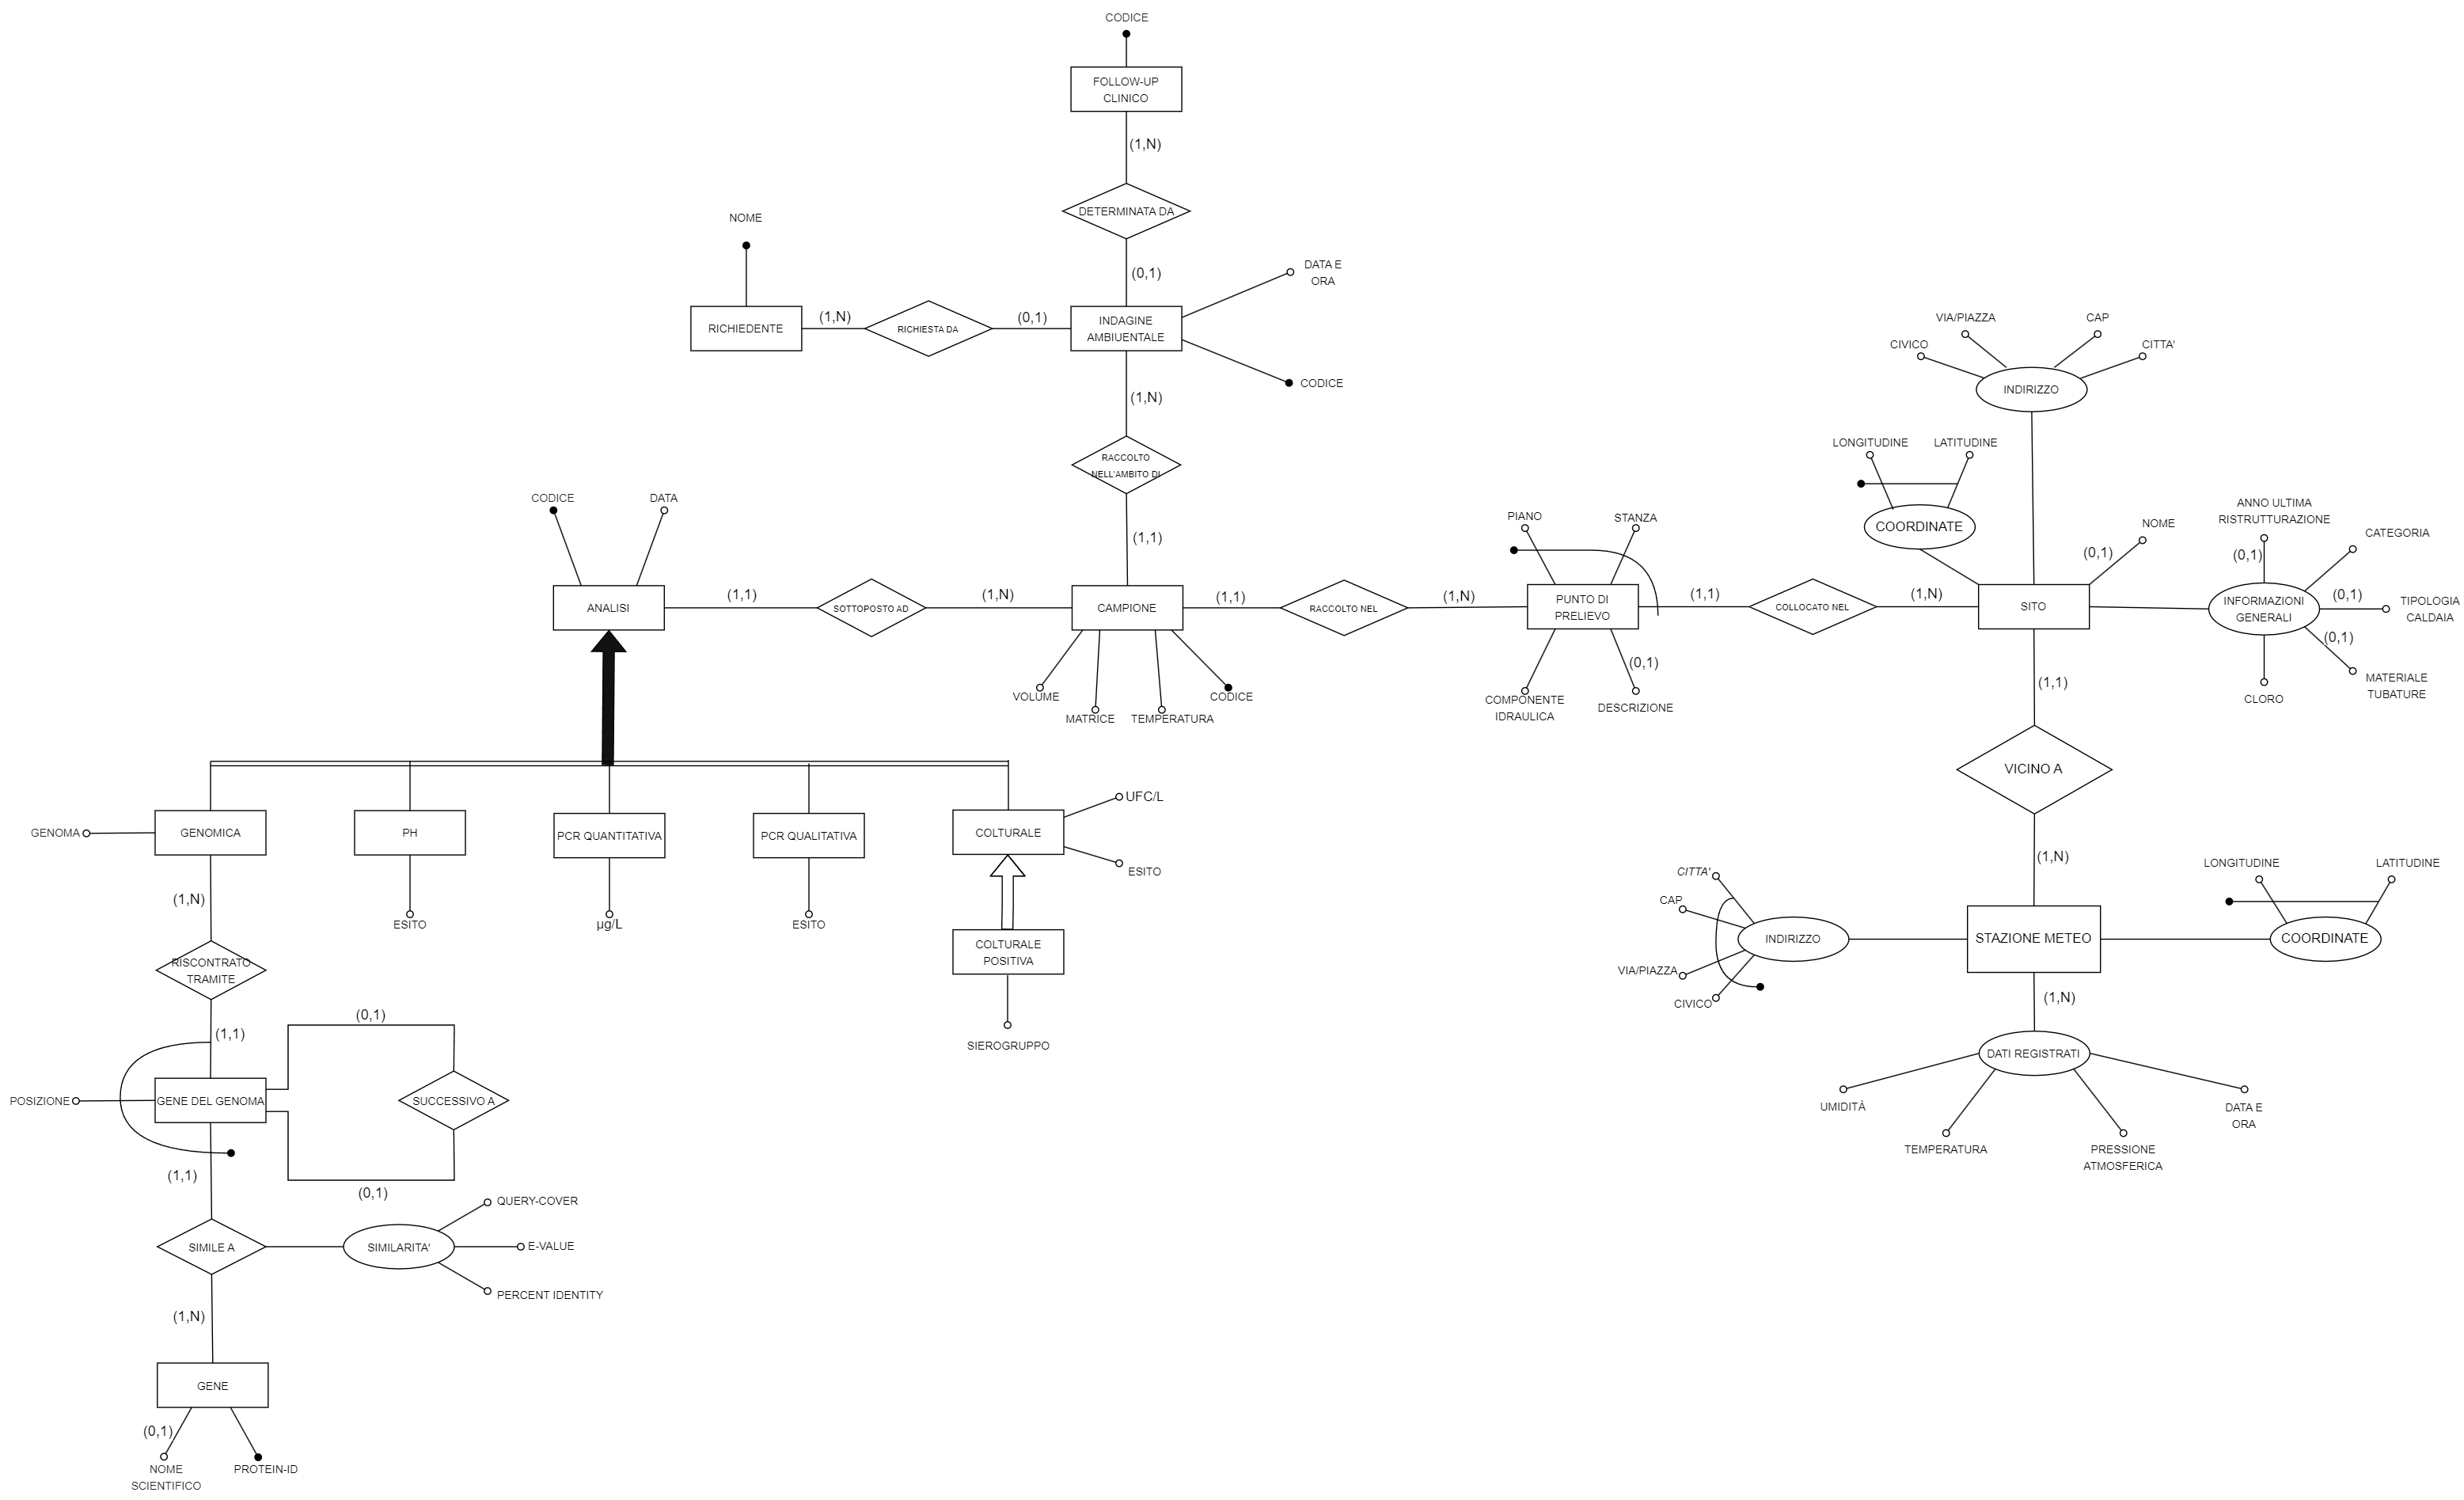 CODICE
FOLLOW-UP
CLINICO
(1,N)
DETERMINATA DA
(0,1)
NOME
RICHIEDENTE
(1,N)
RICHIESTA DA
(0,1)
INDAGINE
AMBIUENTALE
DATA E
ORA
CODICE
(1,N)
RACCOLTO
NELL'AMBITO DI
(1,1)
CODICE
DATA
ANALISI
(1,1)
SOTTOPOSTO AD
(1,N)
CAMPIONE
VOLUME
MATRICE
TEMPERATURA
CODICE
(1,1)
RACCOLTO NEL
(1,N)
PIANO
STANZA
PUNTO DI
PRELIEVO
COMPONENTE
IDRAULICA
(0,1)
DESCRIZIONE
(1,1)
COLLOCATO NEL
(1,N)
SITO
VIA/PIAZZA
CAP
CIVICO
CITTA'
INDIRIZZO
LONGITUDINE
LATITUDINE
COORDINATE
NOME
(0,1)
ANNO ULTIMA
RISTRUTTURAZIONE
(0,1)
CATEGORIA
INFORMAZIONI
GENERALI
(0,1)
TIPOLOGIA
CALDAIA
(0,1)
MATERIALE
TUBATURE
CLORO
(1,1)
VICINO A
(1,N)
STAZIONE METEO
CITTA'
CAP
INDIRIZZO
VIA/PIAZZA
CIVICO
LONGITUDINE
LATITUDINE
COORDINATE
(1,N)
DATI REGISTRATI
UMIDITÀ
TEMPERATURA
PRESSIONE
ATMOSFERICA
DATA E
ORA
GENOMA
GENOMICA
PH
ESITO
PCR QUANTITATIVA
µg/L
PCR QUALITATIVA
ESITO
COLTURALE
UFC/L
ESITO
COLTURALE
POSITIVA
SIEROGRUPPO
(1,N)
RISCONTRATO
TRAMITE
(1,1)
POSIZIONE
GENE DEL GENOMA
(0,1)
SUCCESSIVO A
(0,1)
(1,1)
SIMILE A
SIMILARITA'
QUERY-COVER
E-VALUE
PERCENT IDENTITY
(1,N)
GENE
(0,1)
NOME
SCIENTIFICO
PROTEIN-ID